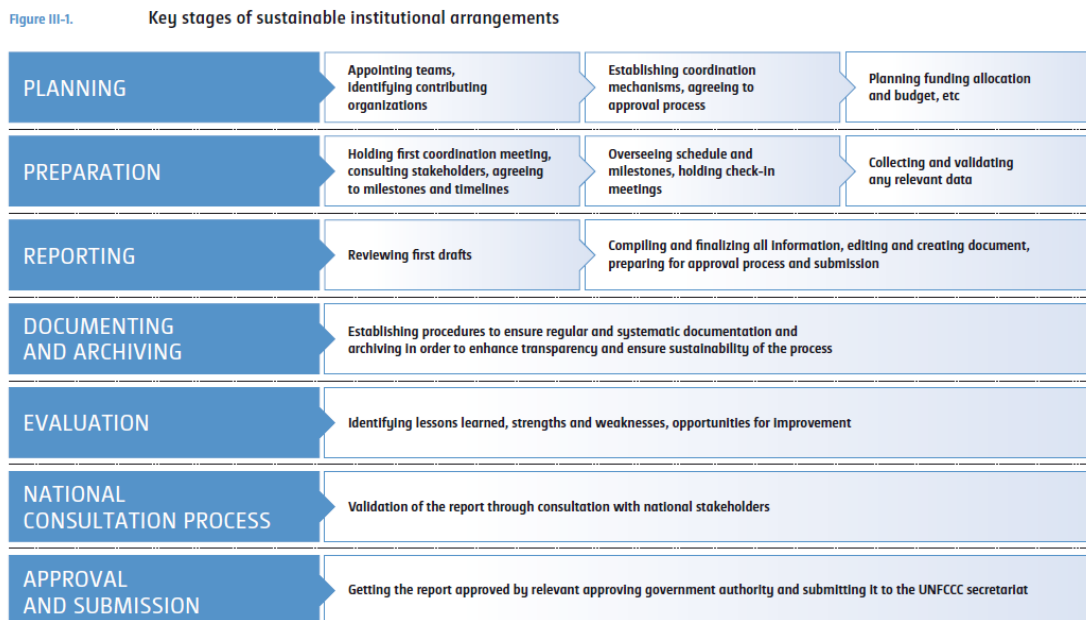 Figure III-1. Key stages of sustainable institutional arrangements
PLANNING
Appointing teams,
identifying contributing
organizations
Establishing coordination
mechanisms, agreeing to
approval process
Planning funding allocation
and budget, etc
PREPARATION
Holding first coordination meeting,
consulting stakeholders, agreeing
to milestones and timelines
Overseeing schedule and
milestones, holding check-in
meetings
Collecting and validating
any relevant data
REPORTING
Reviewing first drafts
Compiling and finalizing all information, editing and creating document,
preparing for approval process and submission
DOCUMENTING
AND ARCHIVING
Establishing procedures to ensure regular and systematic documentation and
archiving in order to enhance transparency and ensure sustainability of the process
EVALUATION
Identifying lessons learned, strengths and weaknesses, opportunities for improvement
NATIONAL
CONSULTATION PROCESS
Validation of the report through consultation with national stakeholders
APPROVAL
AND SUBMISSION
Getting the report approved by relevant approving government authority and submitting it to the UNFCCC secretariat